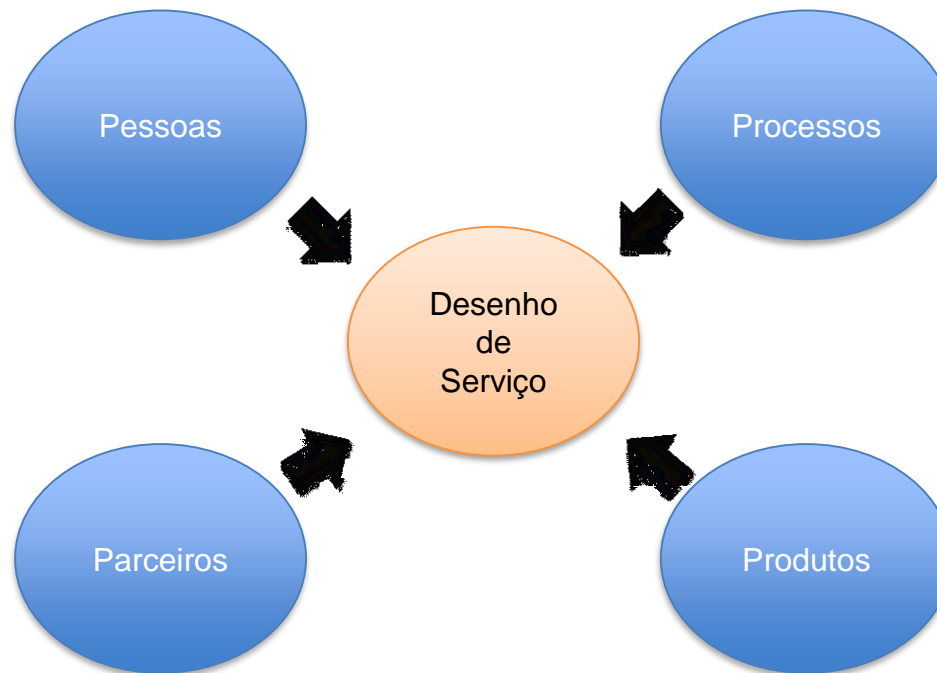 Pessoas
Processos
Desenho
de
Serviço
Parceiros
Produtos